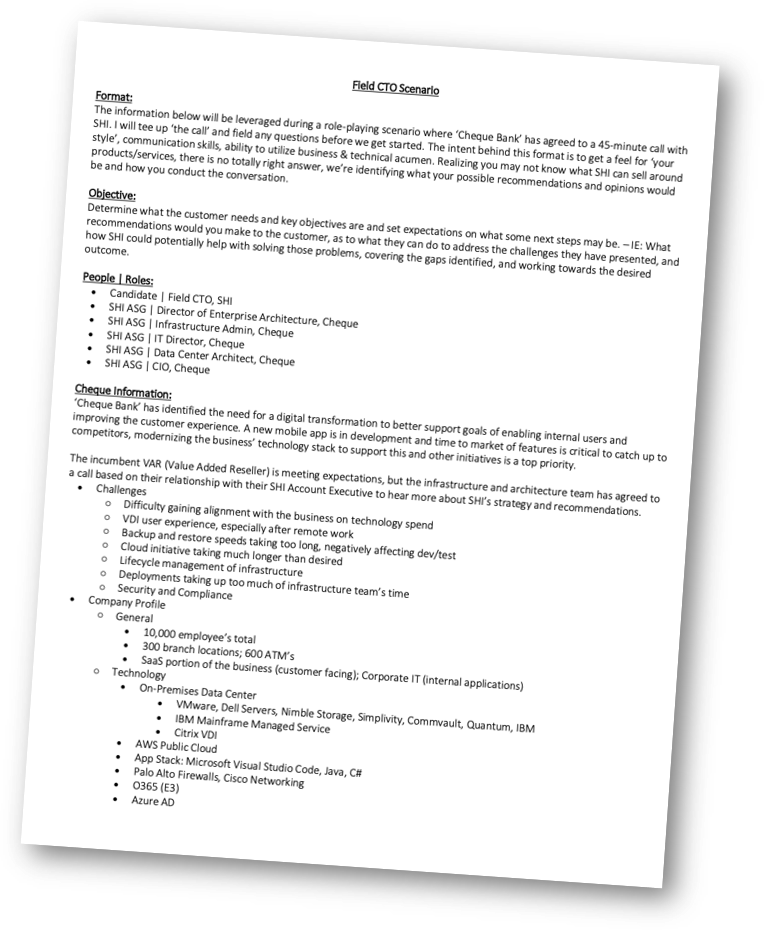 Field CTO Scenario
Format:
The information below will be leveraged during a role-playing scenario where 'Cheque Bank' has agreed to a 45-minute call with
SHI. I will tee up 'the call' and field any questions before we get started. The intent behind this format is to get a feel for 'your
style', communication skills, ability to utilize business & technical acumen. Realizing you may not know what SHI can sell around
products/services, there is no totally right answer, we're identifying what your possible recommendations and opinions would
be and how you conduct the conversation.
Objective:
Determine what the customer needs and key objectives are and set expectations on what some next steps may be. – IE: What
recommendations would you make to the customer, as to what they can do to address the challenges they have presented, and
how SHI could potentially help with solving those problems, covering the gaps identified, and working towards the desired
outcome.
People | Roles:
• Candidate | Field CTO, SHI
• SHI ASG | Director of Enterprise Architecture, Cheque
• SHI ASG | Infrastructure Admin, Cheque
• SHI ASG | IT Director, Cheque
• SHI ASG | Data Center Architect, Cheque
• SHI ASG | CIO, Cheque
Cheque Information:
'Cheque Bank' has identified the need for a digital transformation to better support goals of enabling internal users and
improving the customer experience. A new mobile app is in development and time to market of features is critical to catch up to
competitors, modernizing the business' technology stack to support this and other initiatives is a top priority.
The incumbent VAR (Value Added Reseller) is meeting expectations, but the infrastructure and architecture team has agreed to
a call based on their relationship with their SHI Account Executive to hear more about SHI's strategy and recommendations.
• Challenges
o Difficulty gaining alignment with the business on technology spend
o VDI user experience, especially after remote work
o Backup and restore speeds taking too long, negatively affecting dev/test
o Cloud initiative taking much longer than desired
o Lifecycle management of infrastructure
o Deployments taking up too much of infrastructure team's time
o Security and Compliance
• Company Profile
o General
• 10,000 employee's total
• 300 branch locations; 600 ATM's
• SaaS portion of the business (customer facing); Corporate IT (internal applications)
o Technology
• On-Premises Data Center
• VMware, Dell Servers, Nimble Storage, Simplivity, Commvault, Quantum, IBM
• IBM Mainframe Managed Service
• Citrix VDI
• AWS Public Cloud
• App Stack: Microsoft Visual Studio Code, Java, C#
• Palo Alto Firewalls, Cisco Networking
• O365 (E3)
• Azure AD